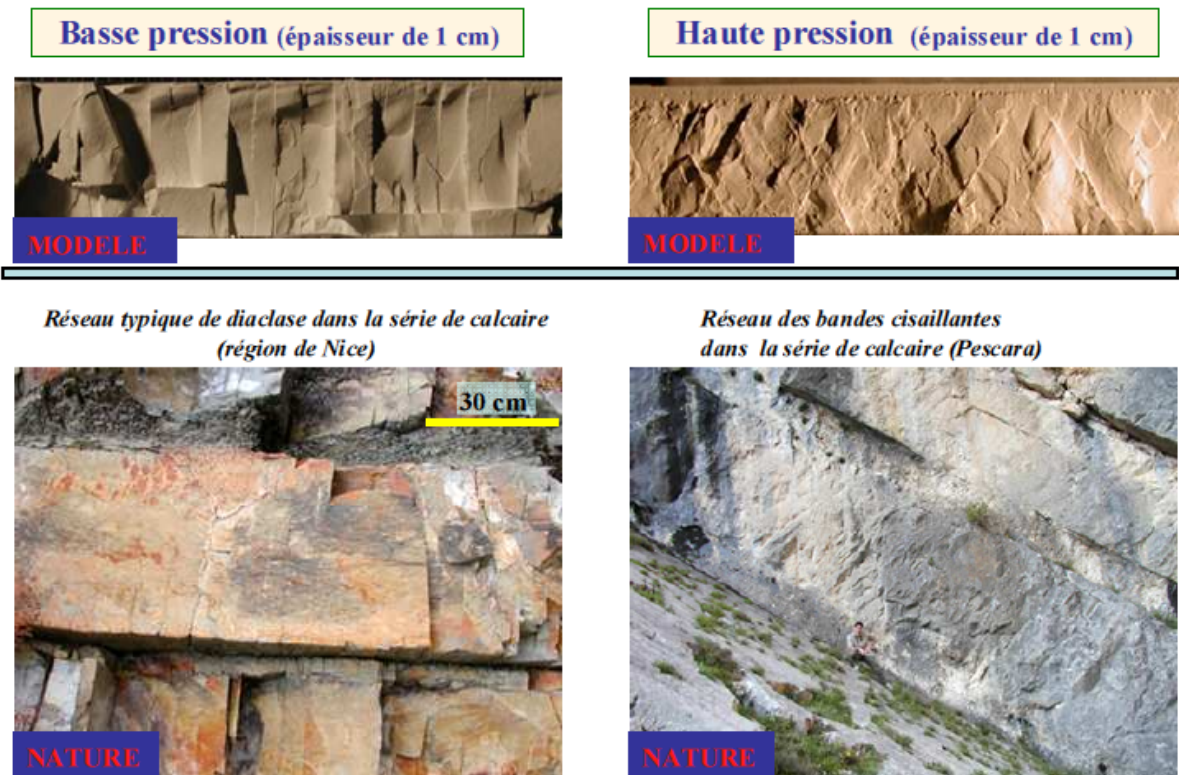 Basse pression (épaisseur de 1 cm)
Haute pression (épaisseur de 1 cm)
MODELE
MODELE
Réseau typique de diaclase dans la série de calcaire
(région de Nice)
Réseau des bandes cisaillantes
dans la série de calcaire (Pescara)
30 cm
NATURE
NATURE